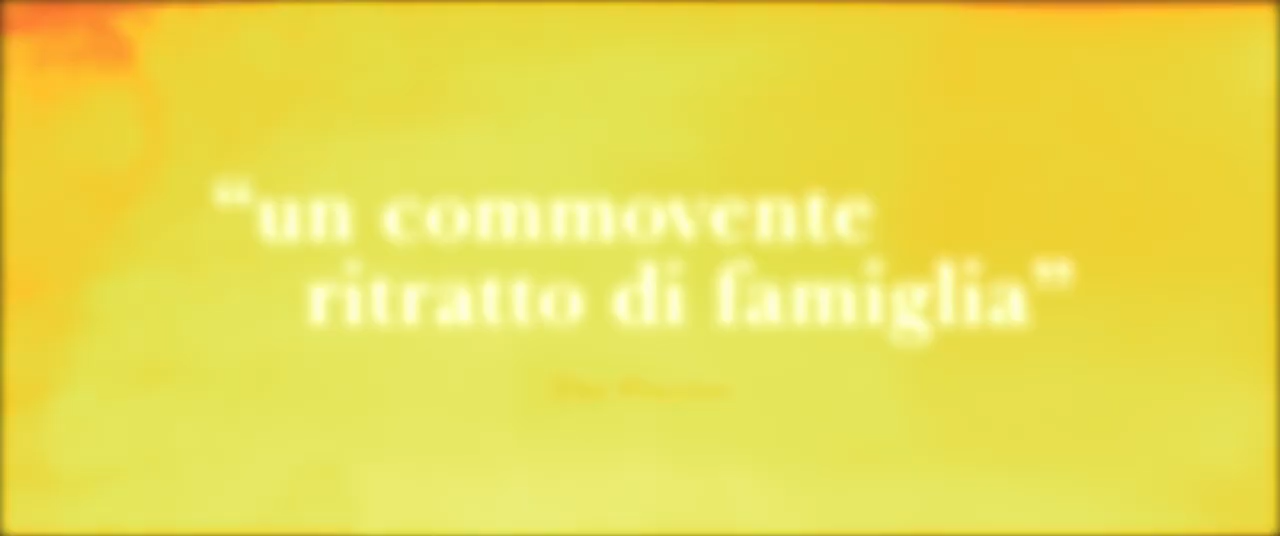 “un commovente
ritratto di famiglia”